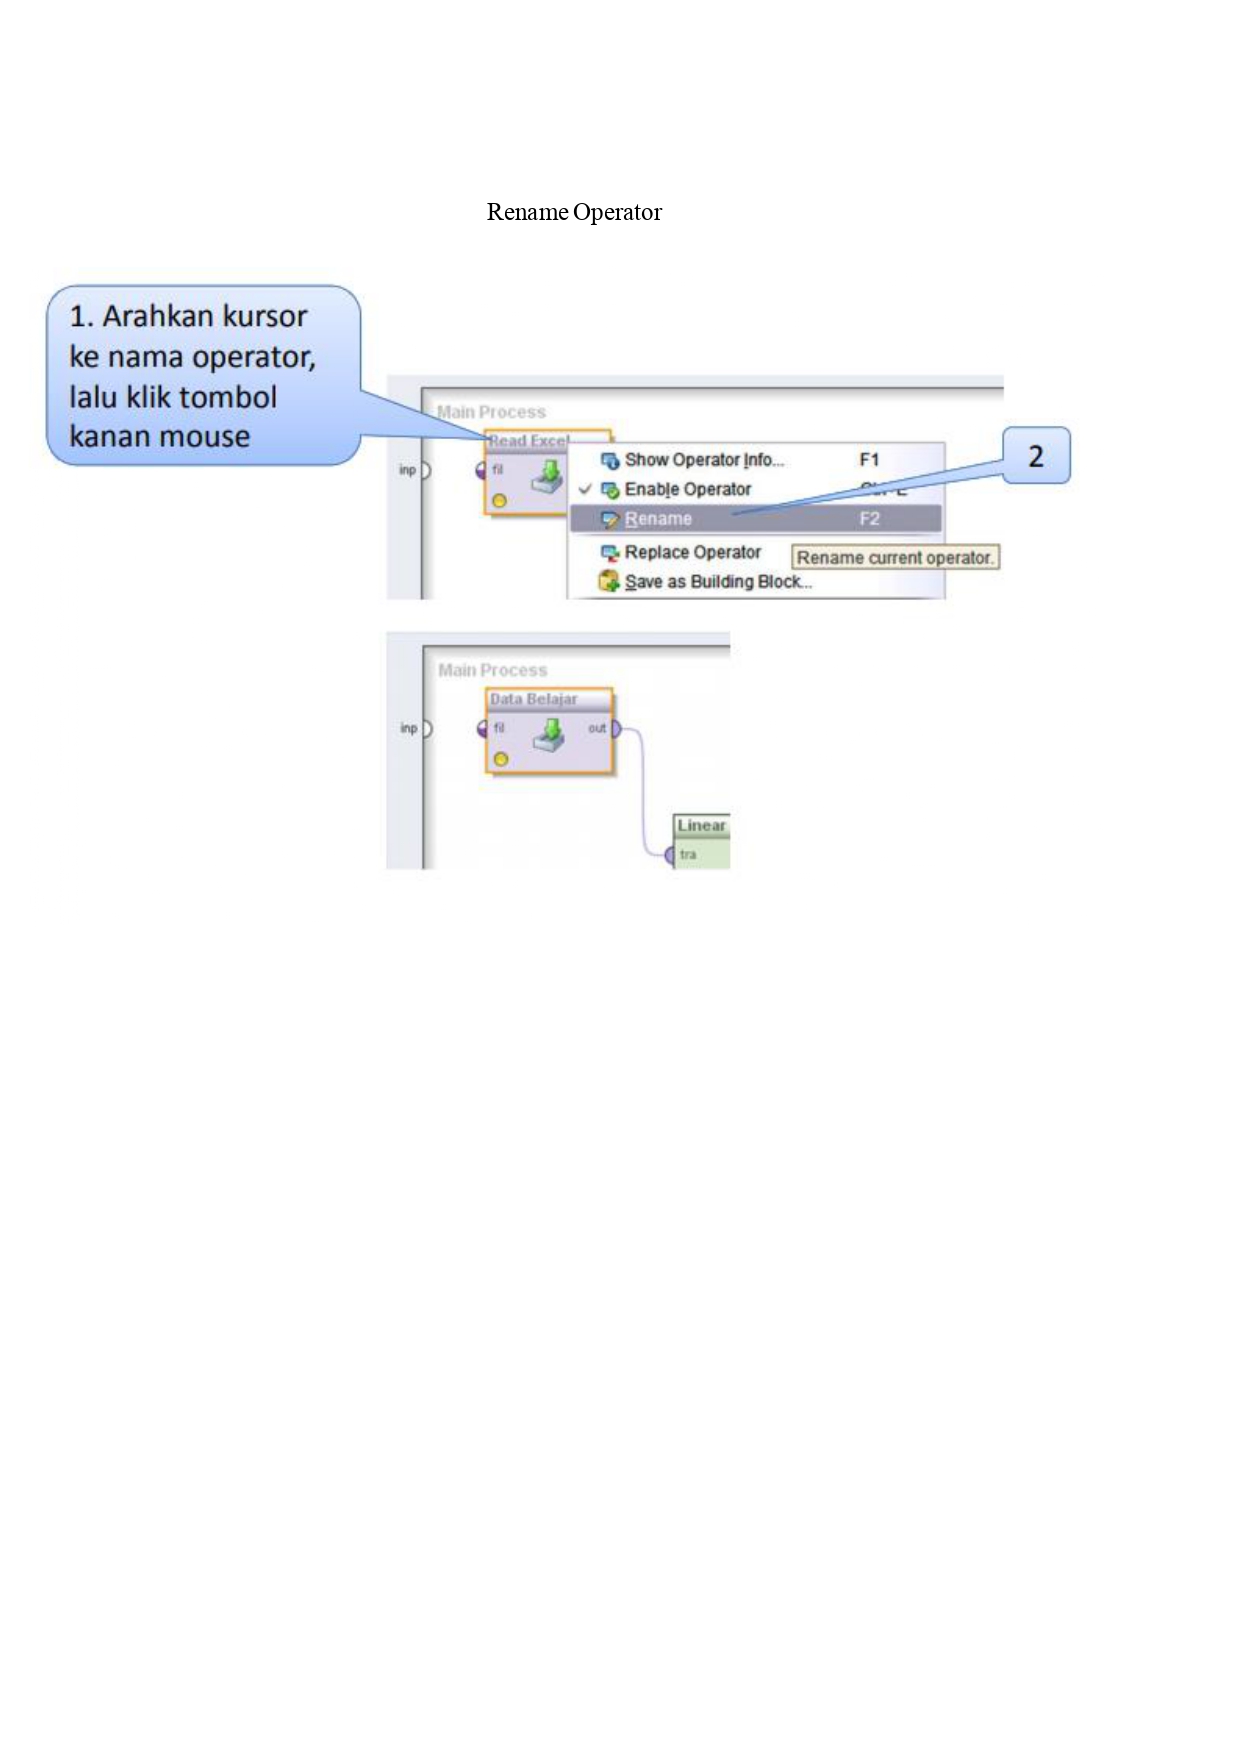 Rename Operator
1. Arahkan kursor
ke nama operator,
lalu klik tombol
kanan mouse
Main Process
Read Excel
inp
fil
Show Operator Info... F1
Enable Operator
Rename F2
Replace Operator
Rename current operator.
Save as Building Block...
2
Main Process
Data Belajar
inp
fil
out
Linear
tra